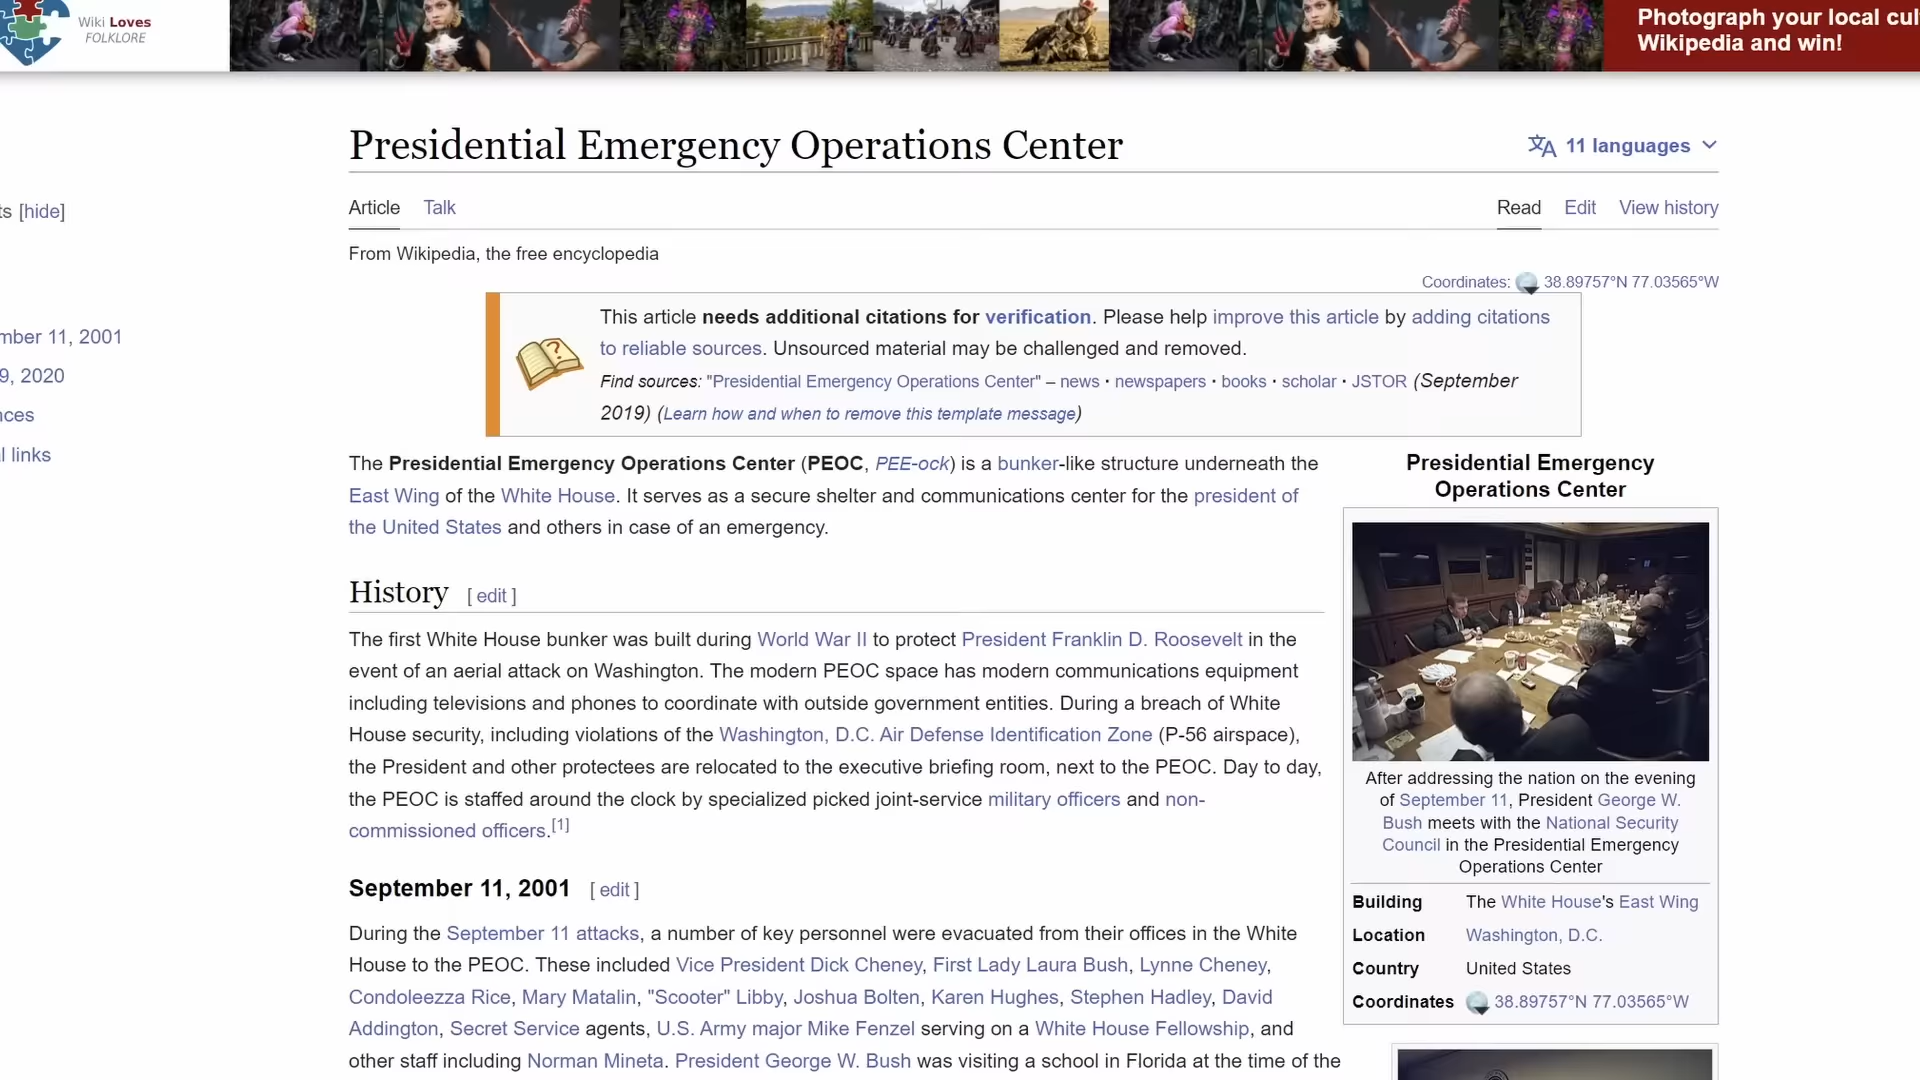 Wiki Loves
FOLKLORE
Photograph your local cul
Wikipedia and win!
Presidential Emergency Operations Center
11 languages
ts [hide]
Article Talk
Read Edit View history
From Wikipedia, the free encyclopedia
Coordinates: 38.89757°N 77.03565°W
mber 11, 2001
9, 2020
nces
l links
This article needs additional citations for verification. Please help improve this article by adding citations
to reliable sources. Unsourced material may be challenged and removed.
Find sources: "Presidential Emergency Operations Center" – news · newspapers · books · scholar · JSTOR (September
2019) (Learn how and when to remove this template message)
The Presidential Emergency Operations Center (PEOC, PEE-ock) is a bunker-like structure underneath the
East Wing of the White House. It serves as a secure shelter and communications center for the president of
the United States and others in case of an emergency.
History [ edit ]
The first White House bunker was built during World War II to protect President Franklin D. Roosevelt in the
event of an aerial attack on Washington. The modern PEOC space has modern communications equipment
including televisions and phones to coordinate with outside government entities. During a breach of White
House security, including violations of the Washington, D.C. Air Defense Identification Zone (P-56 airspace),
the President and other protectees are relocated to the executive briefing room, next to the PEOC. Day to day,
the PEOC is staffed around the clock by specialized picked joint-service military officers and non-
commissioned officers.[1]
September 11, 2001 [ edit ]
During the September 11 attacks, a number of key personnel were evacuated from their offices in the White
House to the PEOC. These included Vice President Dick Cheney, First Lady Laura Bush, Lynne Cheney,
Condoleezza Rice, Mary Matalin, "Scooter" Libby, Joshua Bolten, Karen Hughes, Stephen Hadley, David
Addington, Secret Service agents, U.S. Army major Mike Fenzel serving on a White House Fellowship, and
other staff including Norman Mineta. President George W. Bush was visiting a school in Florida at the time of the
Presidential Emergency
Operations Center
After addressing the nation on the evening
of September 11, President George W.
Bush meets with the National Security
Council in the Presidential Emergency
Operations Center
Building The White House's East Wing
Location Washington, D.C.
Country United States
Coordinates 38.89757°N 77.03565°W